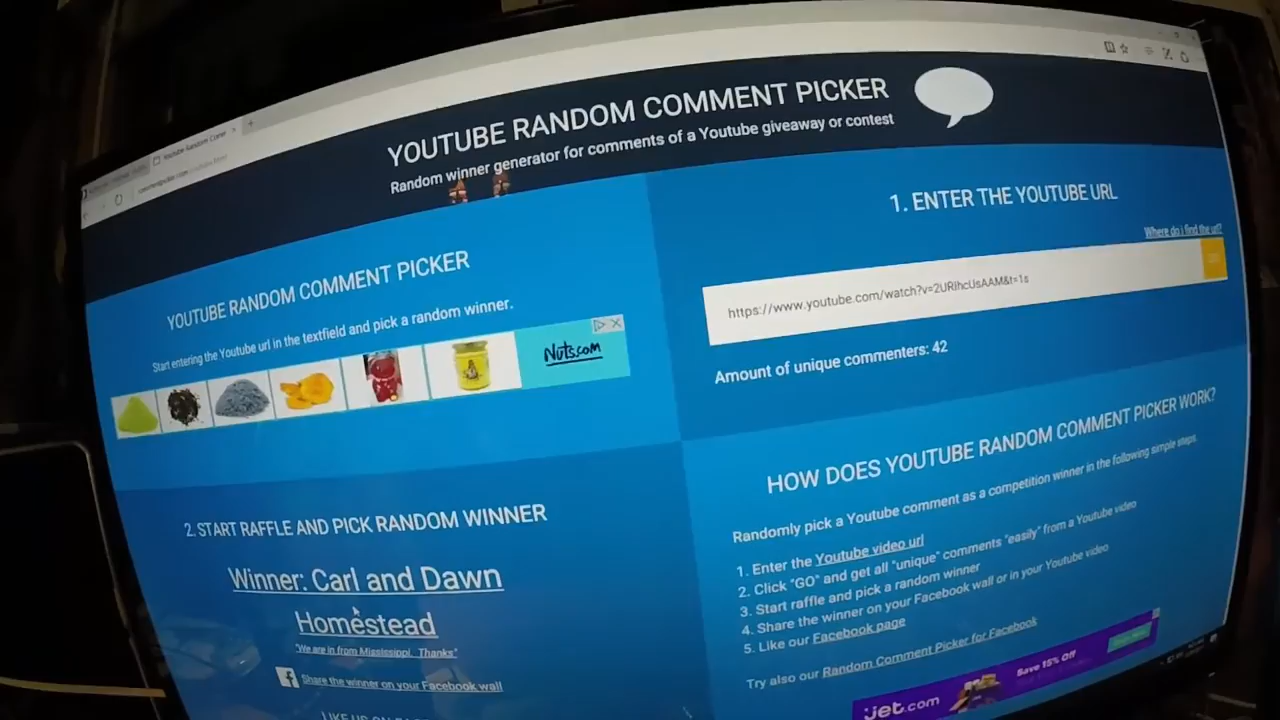 YOUTUBE RANDOM COMMENT PICKER
Random winner generator for comments of a Youtube giveaway or contest
YOUTUBE RANDOM COMMENT PICKER
Start entering the Youtube url in the textfield and pick a random winner.
Nuts.com
1. ENTER THE YOUTUBE URL
Where do i find the url?
https://www.youtube.com/watch?v=2URIhcUsAAM&t=1s
Amount of unique commenters: 42
2. START RAFFLE AND PICK RANDOM WINNER
Winner: Carl and Dawn
Homestead
"We are in from Mississippi, Thanks"
Share the winner on your Facebook wall
HOW DOES YOUTUBE RANDOM COMMENT PICKER WORK?
Randomly pick a Youtube comment as a competition winner in the following simple steps
1. Enter the Youtube video url
2. Click "GO" and get all "unique" comments "easily" from a Youtube video
3. Start raffle and pick a random winner
4. Share the winner on your Facebook wall or in your Youtube video
5. Like our Facebook page
Try also our Random Comment Picker for Facebook
Jet.com
Save 15% Off